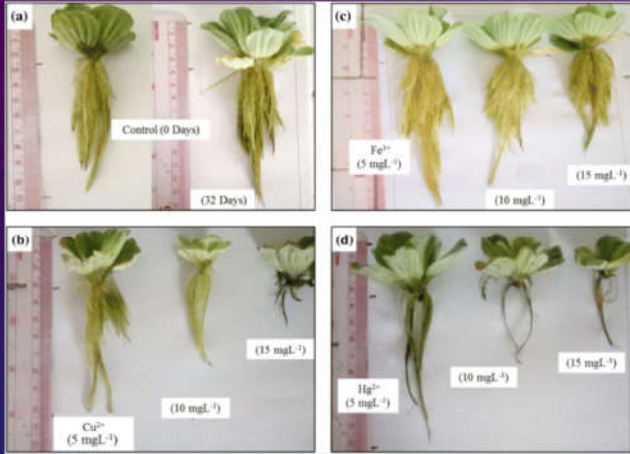 (a)
Control (0 Days)
(32 Days)
(b)
Cu²⁺
(5 mgL⁻¹)
(10 mgL⁻¹)
(15 mgL⁻¹)
(c)
Fe³⁺
(5 mgL⁻¹)
(10 mgL⁻¹)
(15 mgL⁻¹)
(d)
Hg²⁺
(5 mgL⁻¹)
(10 mgL⁻¹)
(15 mgL⁻¹)